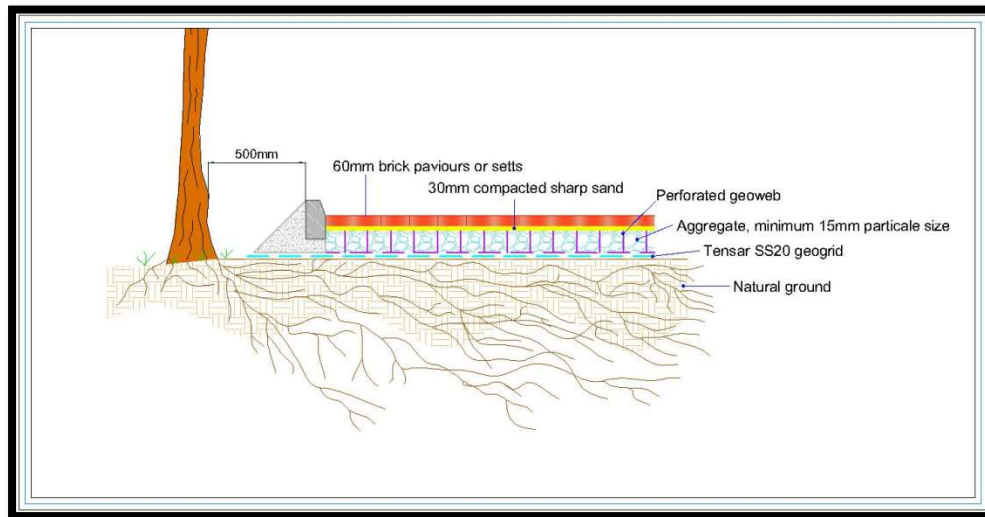 500mm
60mm brick paviours or setts
30mm compacted sharp sand
Perforated geoweb
Aggregate, minimum 15mm particale size
Tensar SS20 geogrid
Natural ground